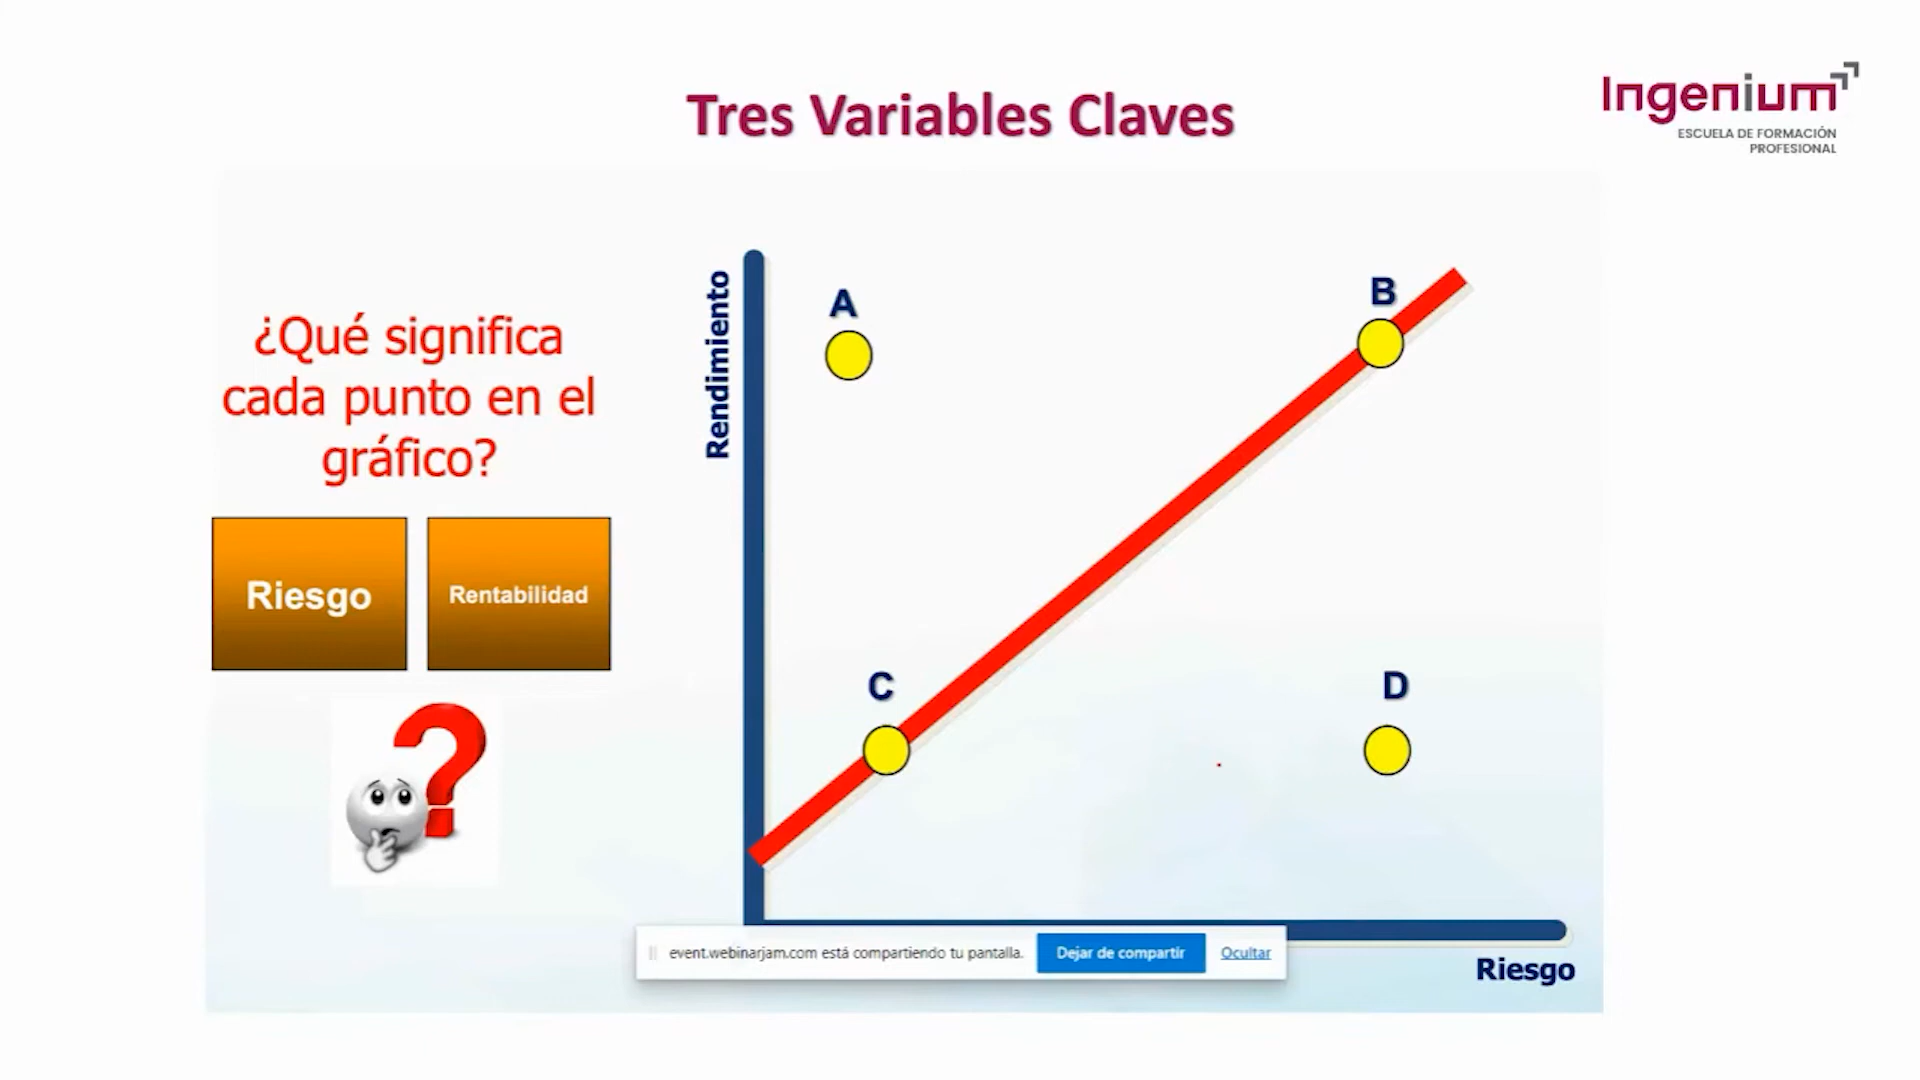 Tres Variables Claves
Ingenium
ESCUELA DE FORMACIÓN
PROFESIONAL
¿Qué significa
cada punto en el
gráfico?
Riesgo
Rentabilidad
Rendimiento
A
B
C
D
event.webinarjam.com está compartiendo tu pantalla.
Dejar de compartir
Ocultar
Riesgo